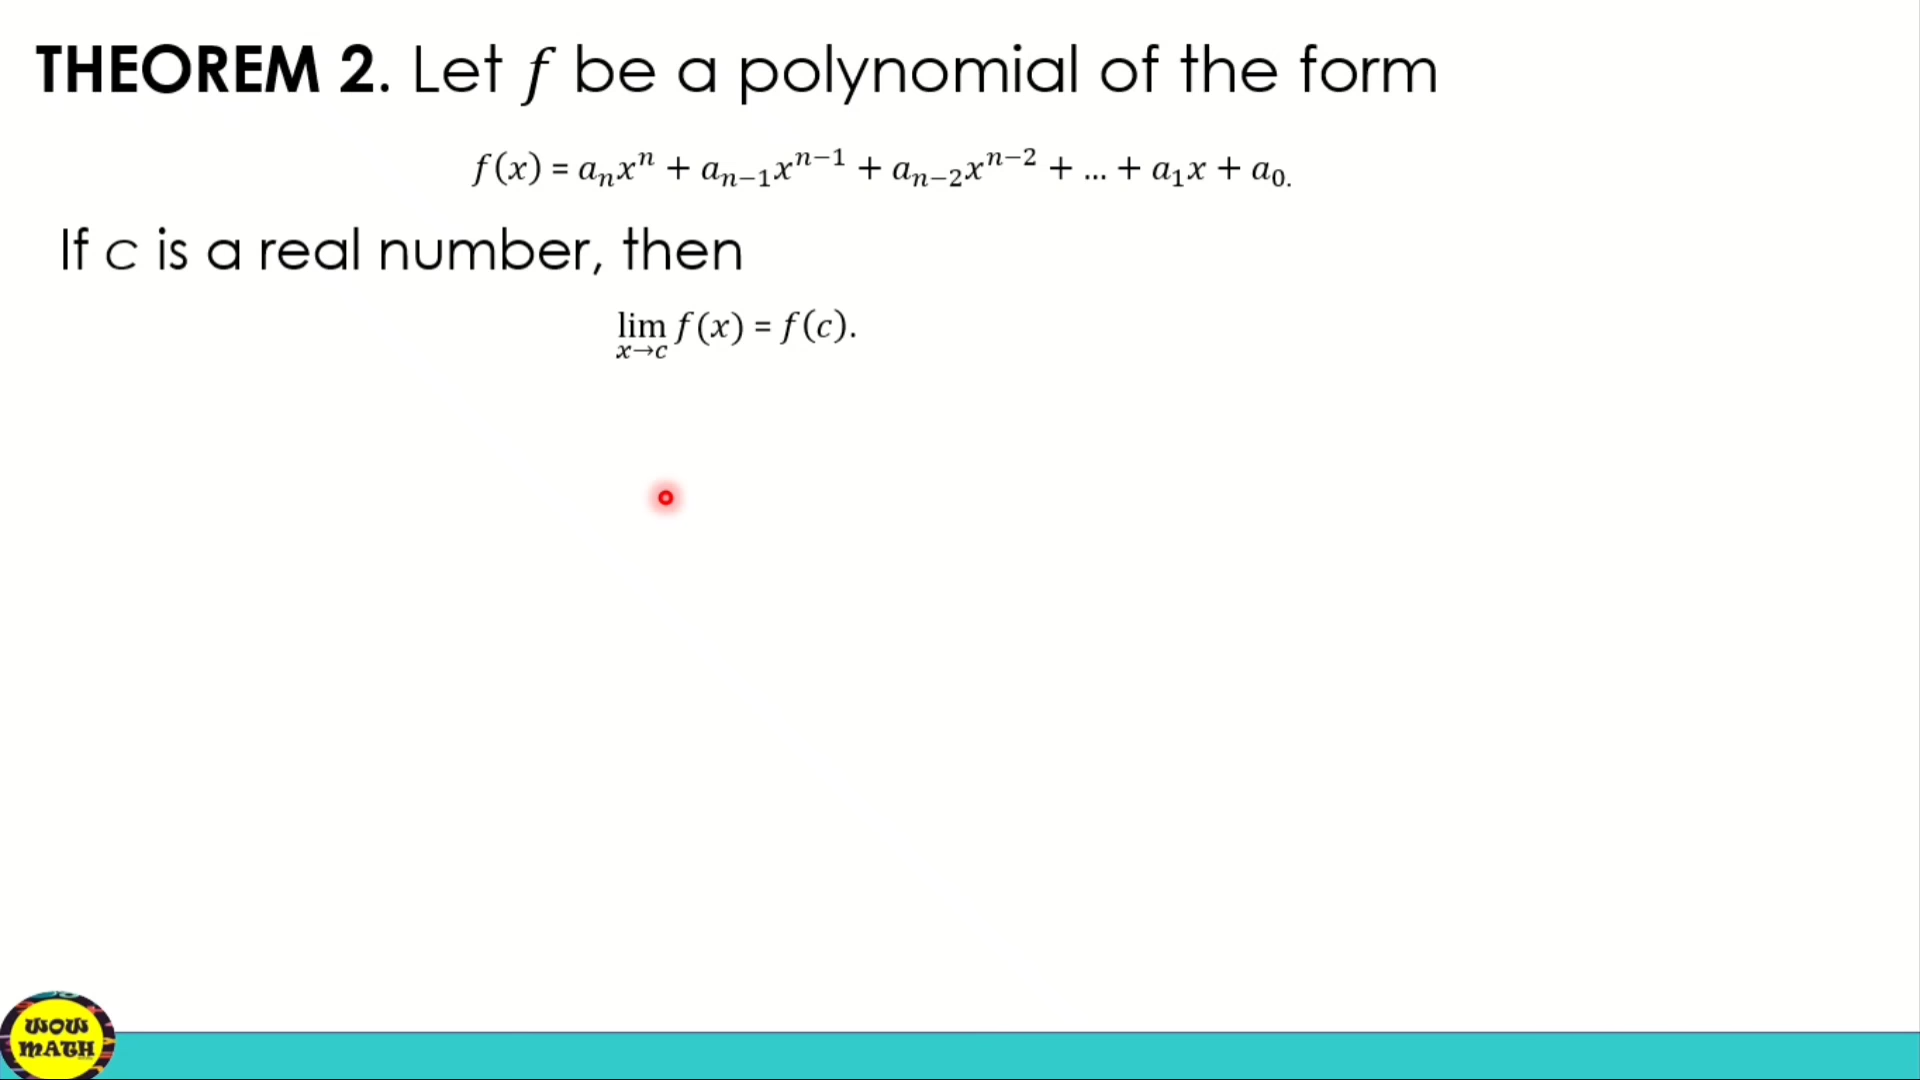 THEOREM 2. Let f be a polynomial of the form
f(x) = aₙxⁿ + aₙ₋₁xⁿ⁻¹ + aₙ₋₂xⁿ⁻² + ... + a₁x + a₀.
If c is a real number, then
lim f(x) = f(c).
x→c
WOW
MATH